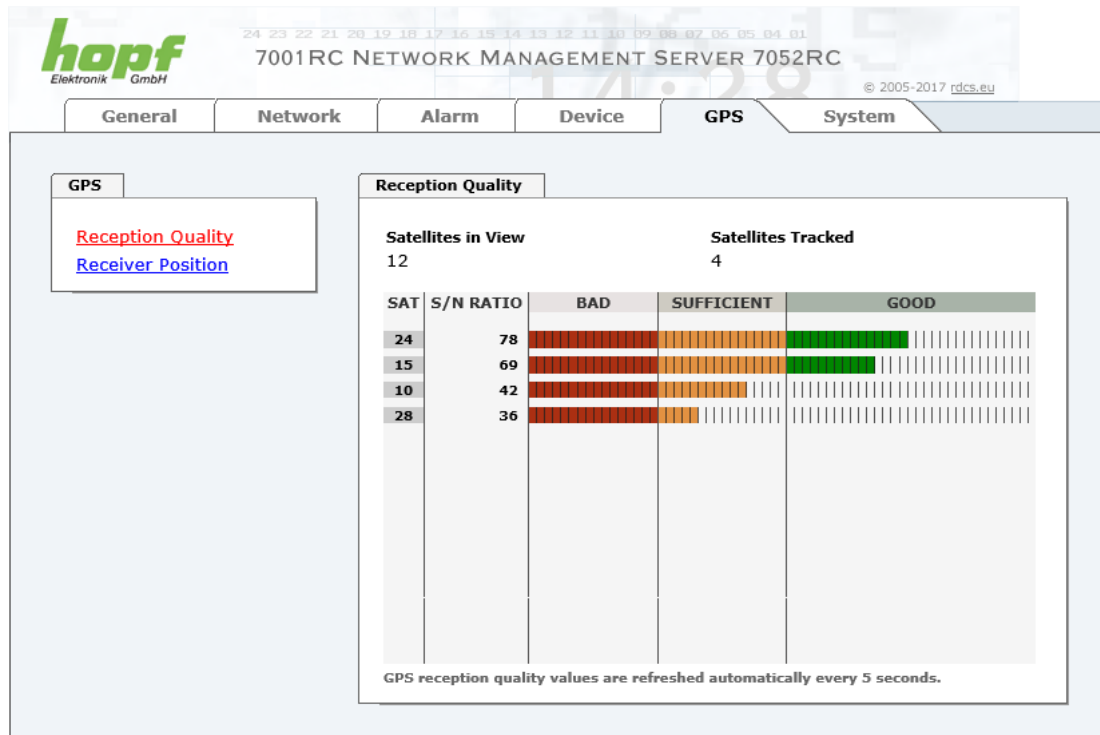 hopf
Elektronik GmbH
24 23 22 21 20 19 18 17 16 15 14 13 12 11 10 09 08 07 06 05 04 01
7001RC NETWORK MANAGEMENT SERVER 7052RC
14:28
© 2005-2017 rdcs.eu
General Network Alarm Device GPS System
GPS
Reception Quality
Receiver Position
Reception Quality
Satellites in View Satellites Tracked
12 4
SAT S/N RATIO BAD SUFFICIENT GOOD
24 78
15 69
10 42
28 36
GPS reception quality values are refreshed automatically every 5 seconds.